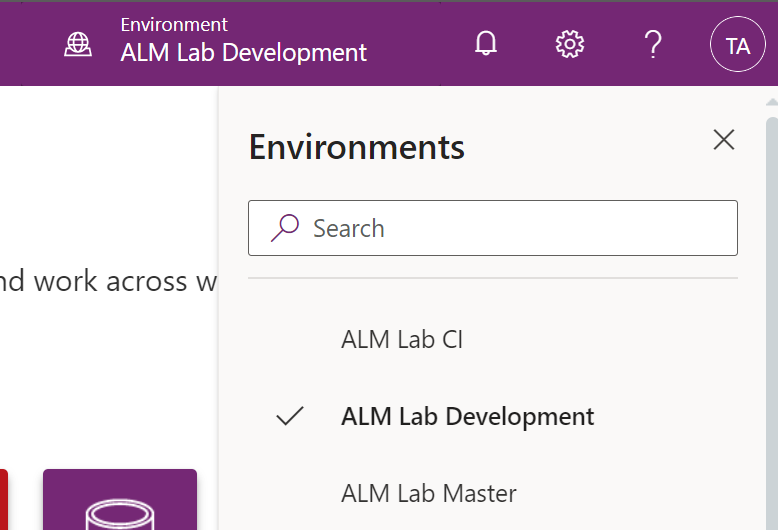 Environment
ALM Lab Development
TA
Environments
Search
nd work across w
ALM Lab CI
ALM Lab Development
ALM Lab Master